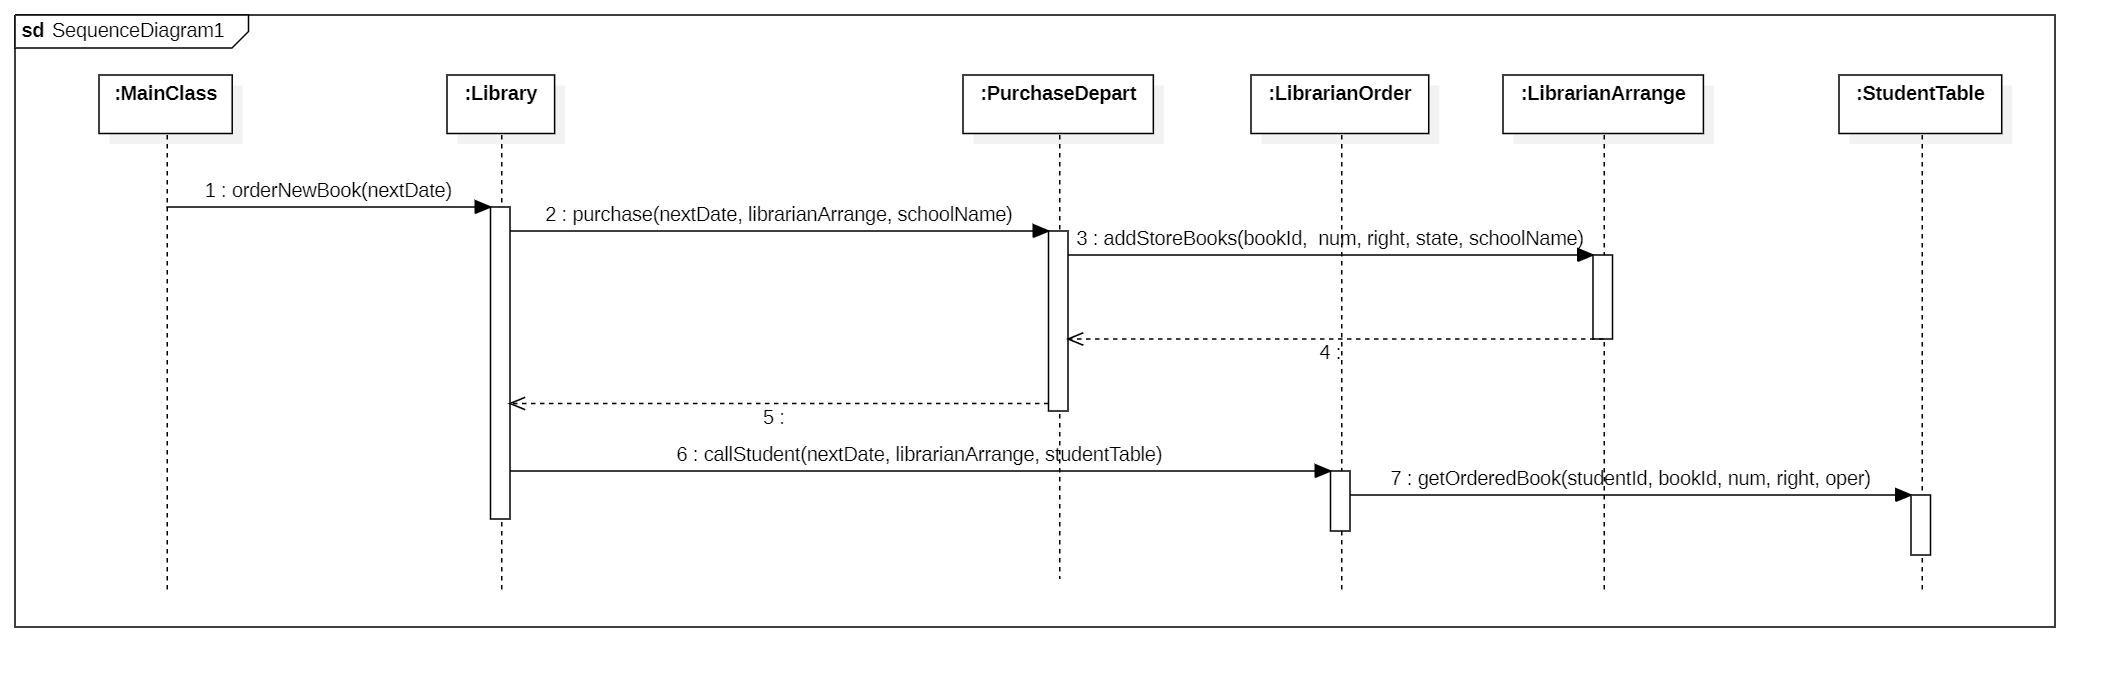 sd SequenceDiagram1
:MainClass
:Library
:PurchaseDepart
:LibrarianOrder
:LibrarianArrange
:StudentTable
1 : orderNewBook(nextDate)
2 : purchase(nextDate, librarianArrange, schoolName)
3 : addStoreBooks(bookId,  num, right, state, schoolName)
4 :
5 :
6 : callStudent(nextDate, librarianArrange, studentTable)
7 : getOrderedBook(studentId, bookId, num, right, oper)